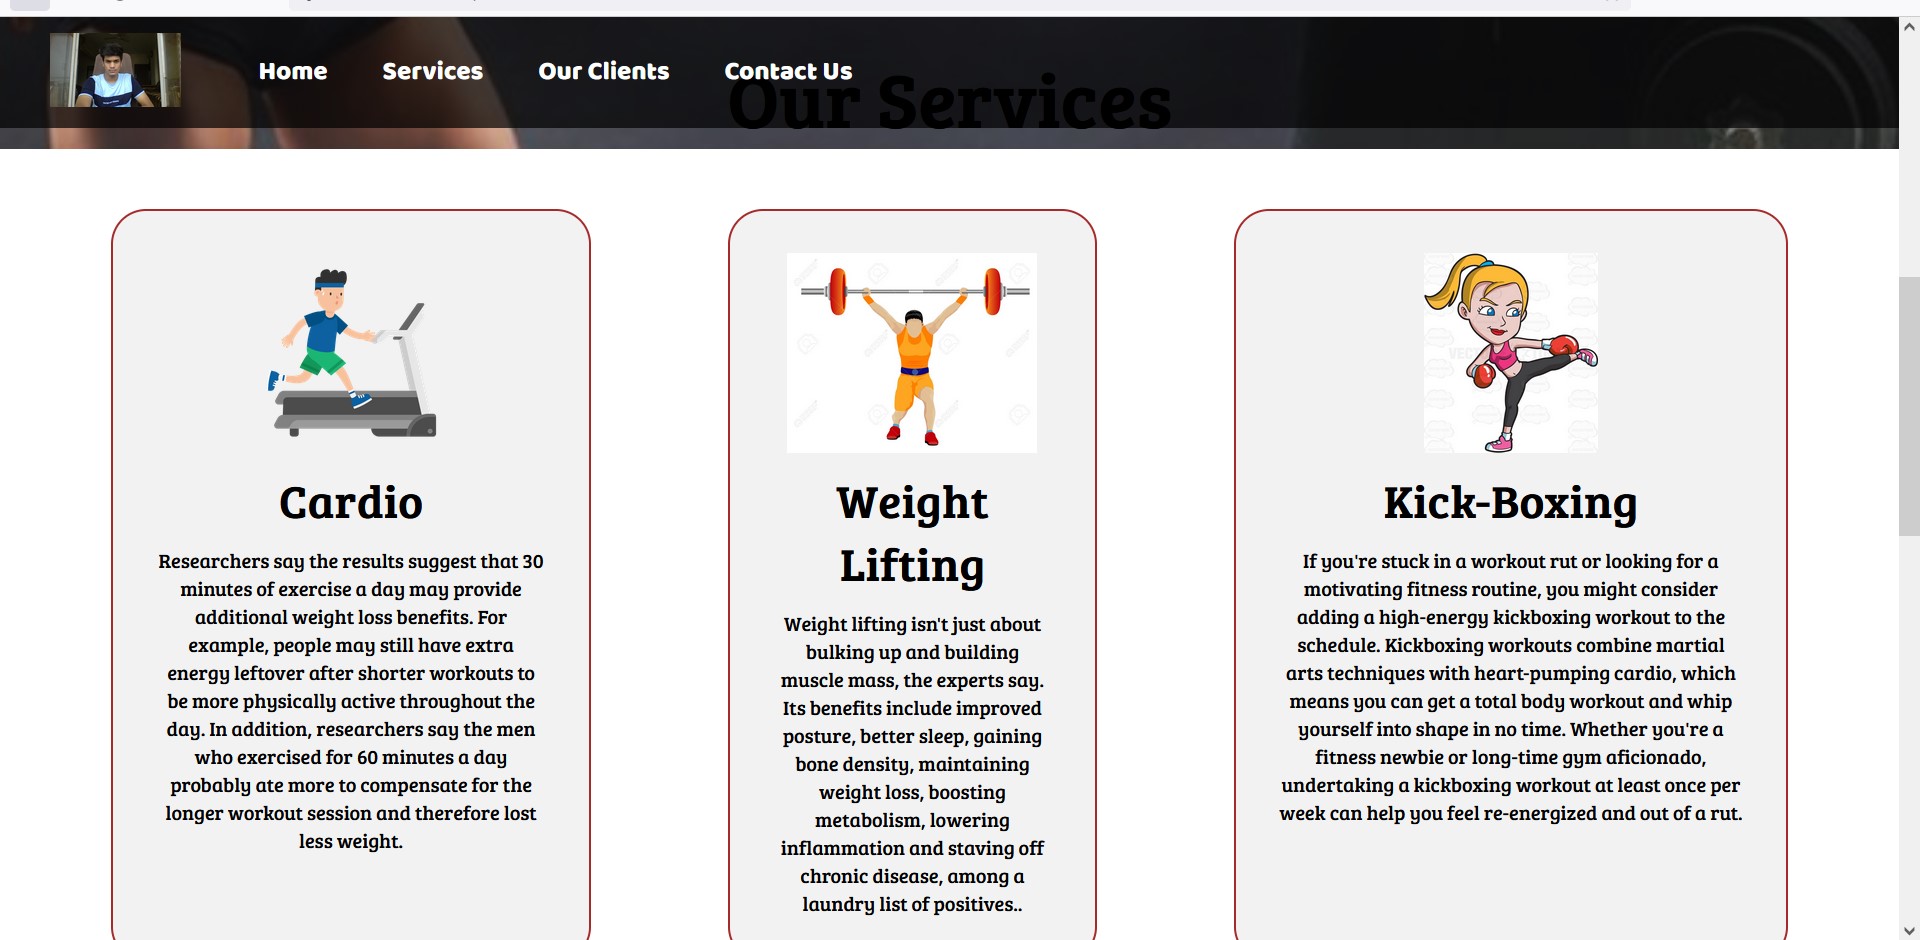 Home Services Our Clients Contact Us
Our Services
Cardio
Researchers say the results suggest that 30
minutes of exercise a day may provide
additional weight loss benefits. For
example, people may still have extra
energy leftover after shorter workouts to
be more physically active throughout the
day. In addition, researchers say the men
who exercised for 60 minutes a day
probably ate more to compensate for the
longer workout session and therefore lost
less weight.
Weight
Lifting
Weight lifting isn't just about
bulking up and building
muscle mass, the experts say.
Its benefits include improved
posture, better sleep, gaining
bone density, maintaining
weight loss, boosting
metabolism, lowering
inflammation and staving off
chronic disease, among a
laundry list of positives..
Kick-Boxing
If you're stuck in a workout rut or looking for a
motivating fitness routine, you might consider
adding a high-energy kickboxing workout to the
schedule. Kickboxing workouts combine martial
arts techniques with heart-pumping cardio, which
means you can get a total body workout and whip
yourself into shape in no time. Whether you're a
fitness newbie or long-time gym aficionado,
undertaking a kickboxing workout at least once per
week can help you feel re-energized and out of a rut.